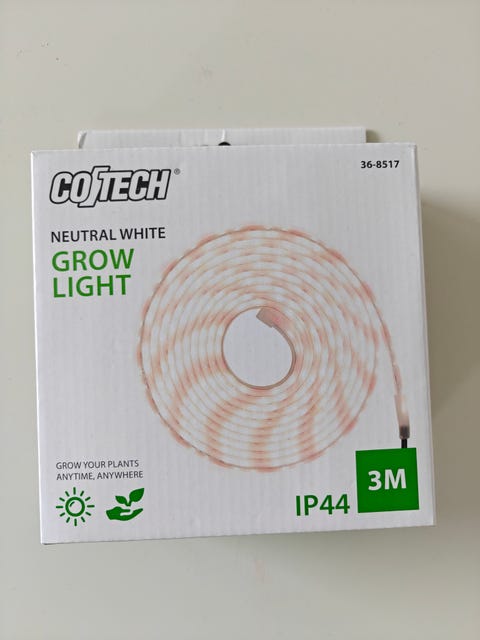 COTECH®
36-8517
NEUTRAL WHITE
GROW
LIGHT
GROW YOUR PLANTS
ANYTIME, ANYWHERE
IP44
3M